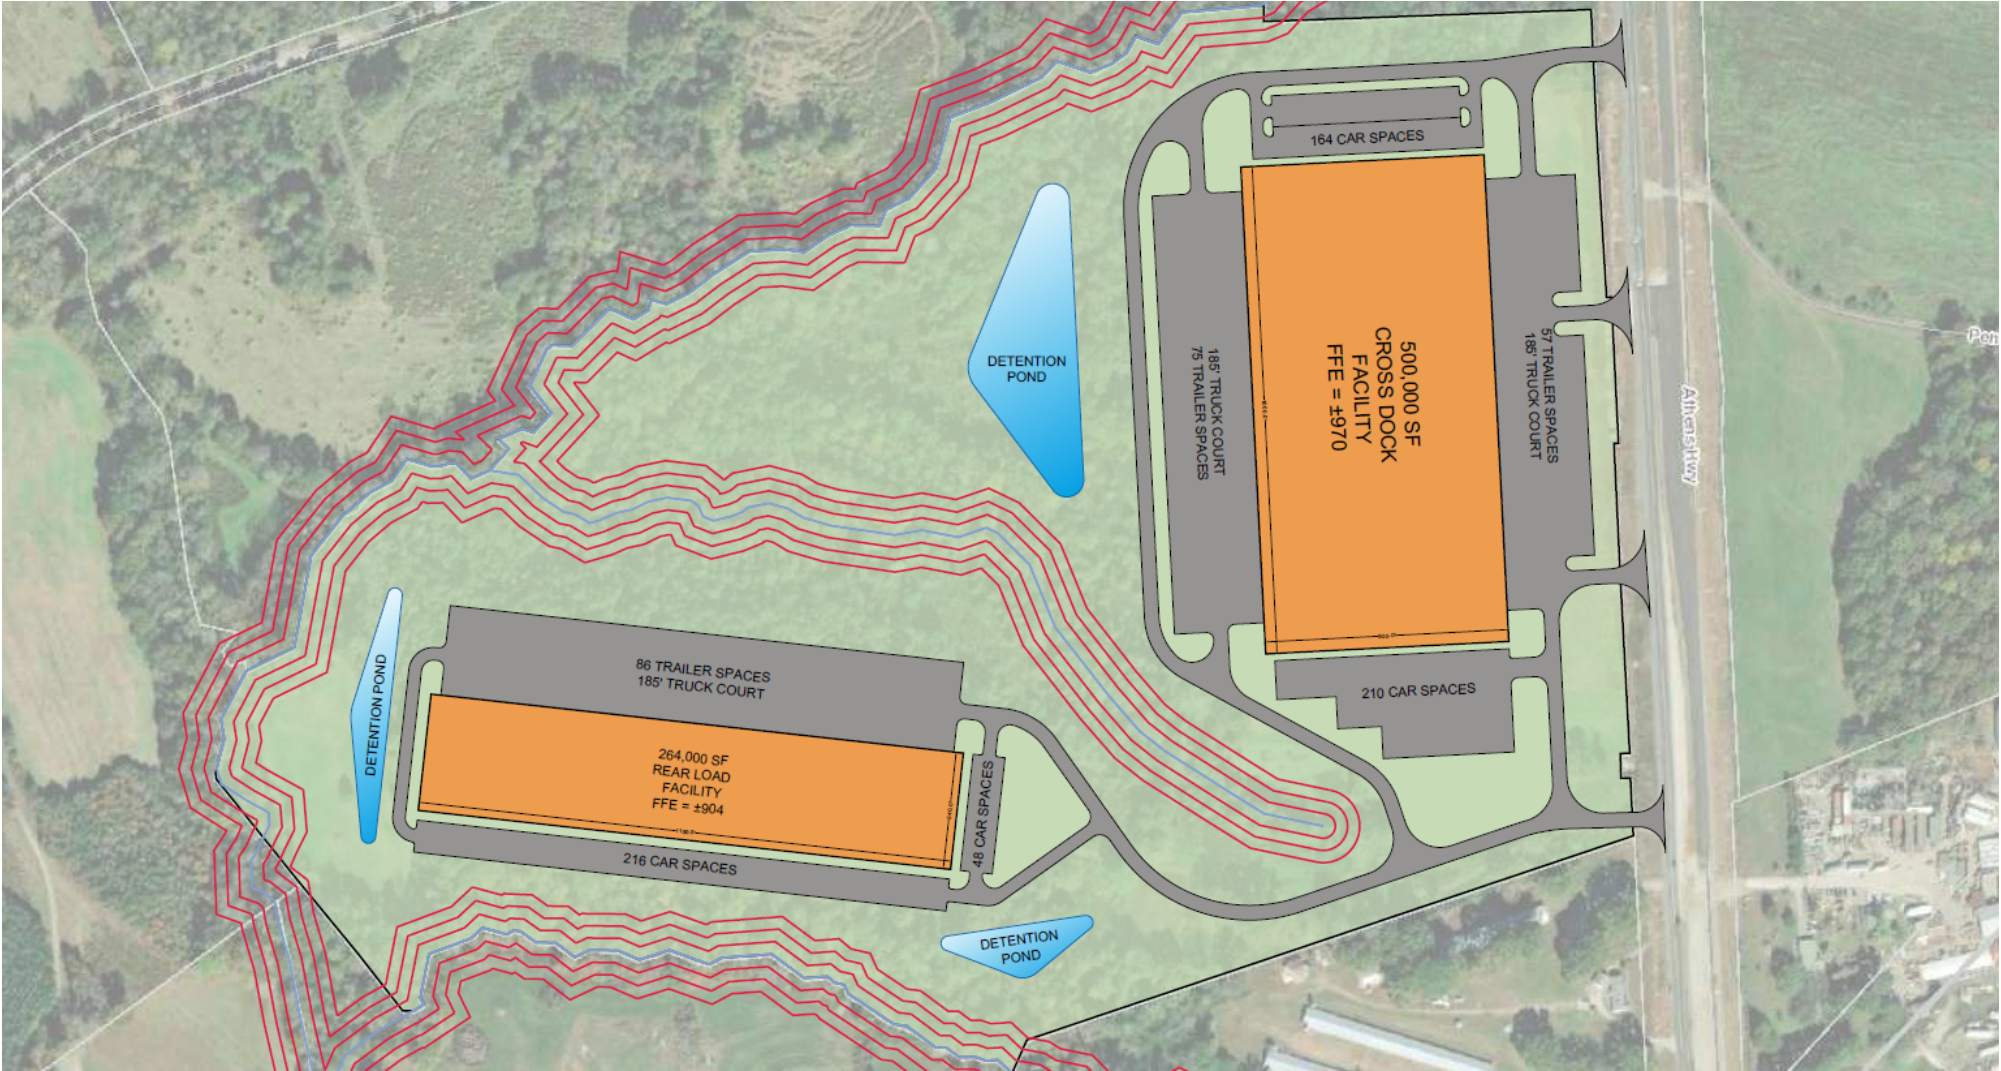 164 CAR SPACES
DETENTION
POND
185' TRUCK COURT
75 TRAILER SPACES
500,000 SF
CROSS DOCK
FACILITY
FFE = ±970
57 TRAILER SPACES
185' TRUCK COURT
Athens Hwy
210 CAR SPACES
86 TRAILER SPACES
185' TRUCK COURT
DETENTION POND
264,000 SF
REAR LOAD
FACILITY
FFE = ±904
48 CAR SPACES
216 CAR SPACES
DETENTION
POND